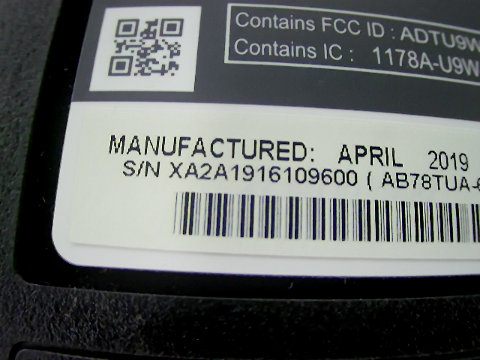 Contains FCC ID : ADTU9W
Contains IC : 1178A-U9W
MANUFACTURED: APRIL 2019
S/N XA2A1916109600 ( AB78TUA-